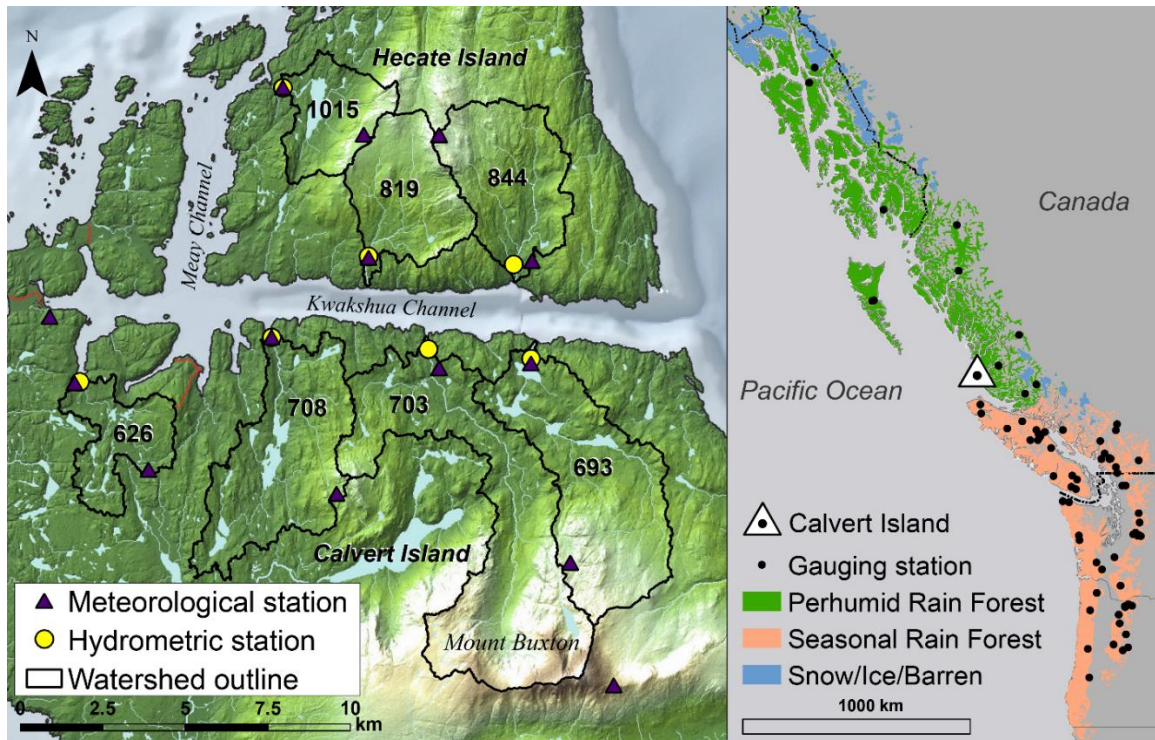 N
Hecate Island
1015
819
844
Meay Channel
Kwakshua Channel
626
708
703
693
Calvert Island
Mount Buxton
Meteorological station
Hydrometric station
Watershed outline
0 2.5 5 7.5 10
km
Canada
Pacific Ocean
Calvert Island
Gauging station
Perhumid Rain Forest
Seasonal Rain Forest
Snow/Ice/Barren
1000 km